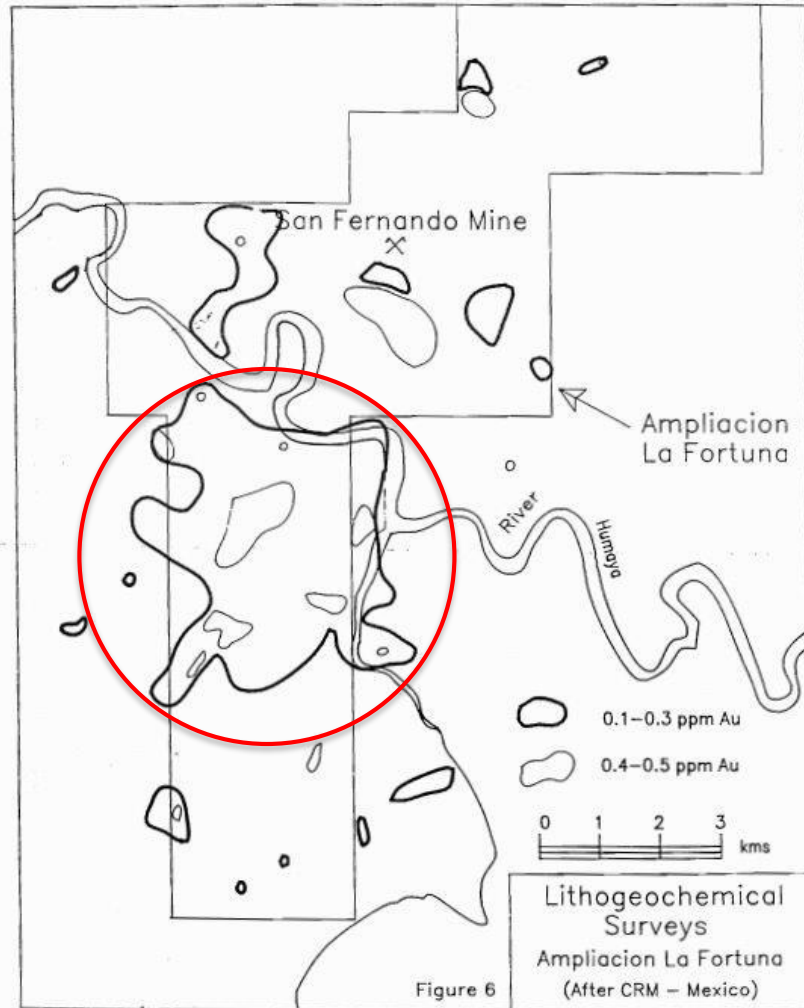 San Fernando Mine
Ampliacion
La Fortuna
River
Humaya
0.1-0.3 ppm Au
0.4-0.5 ppm Au
0 1 2 3
kms
Lithogeochemical
Surveys
Ampliacion La Fortuna
(After CRM - Mexico)
Figure 6